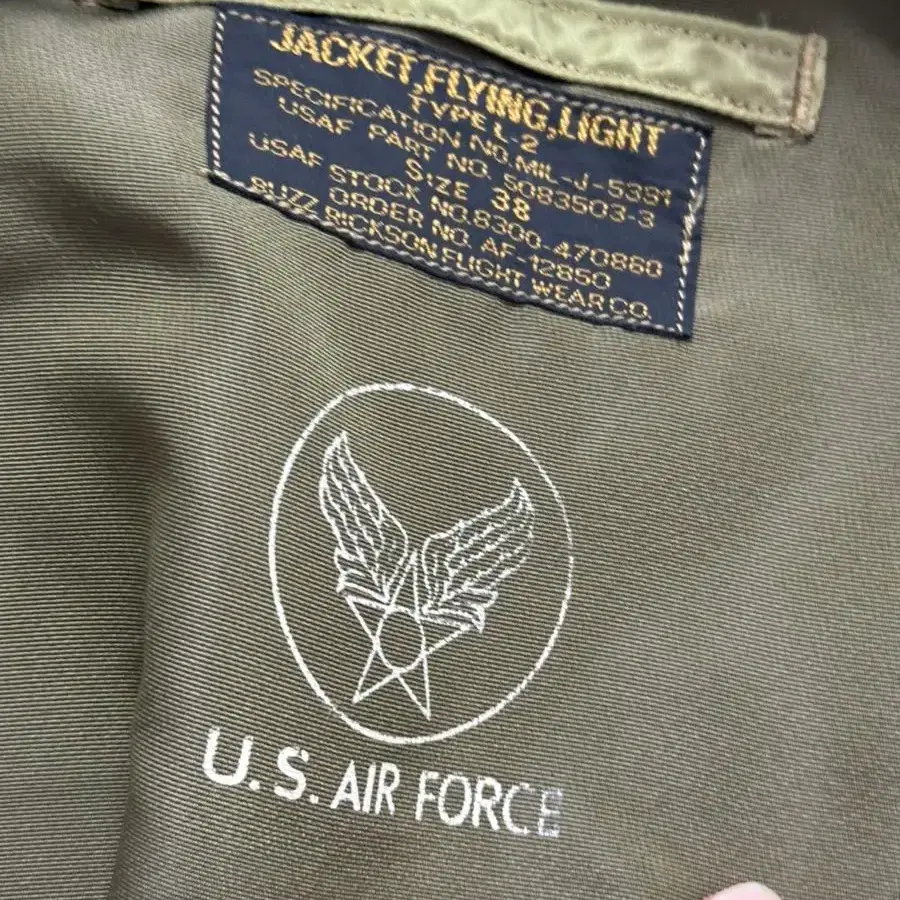 JACKET,FLYING,LIGHT
TYPE L-2
SPECIFICATION NO.MIL-J-5391
USAF PART NO. 5083503-3
SIZE 38
USAF STOCK NO.8300-470860
ORDER NO. AF-12850
BUZZ RICKSON FLIGHT WEAR CO.
U.S. AIR FORCE